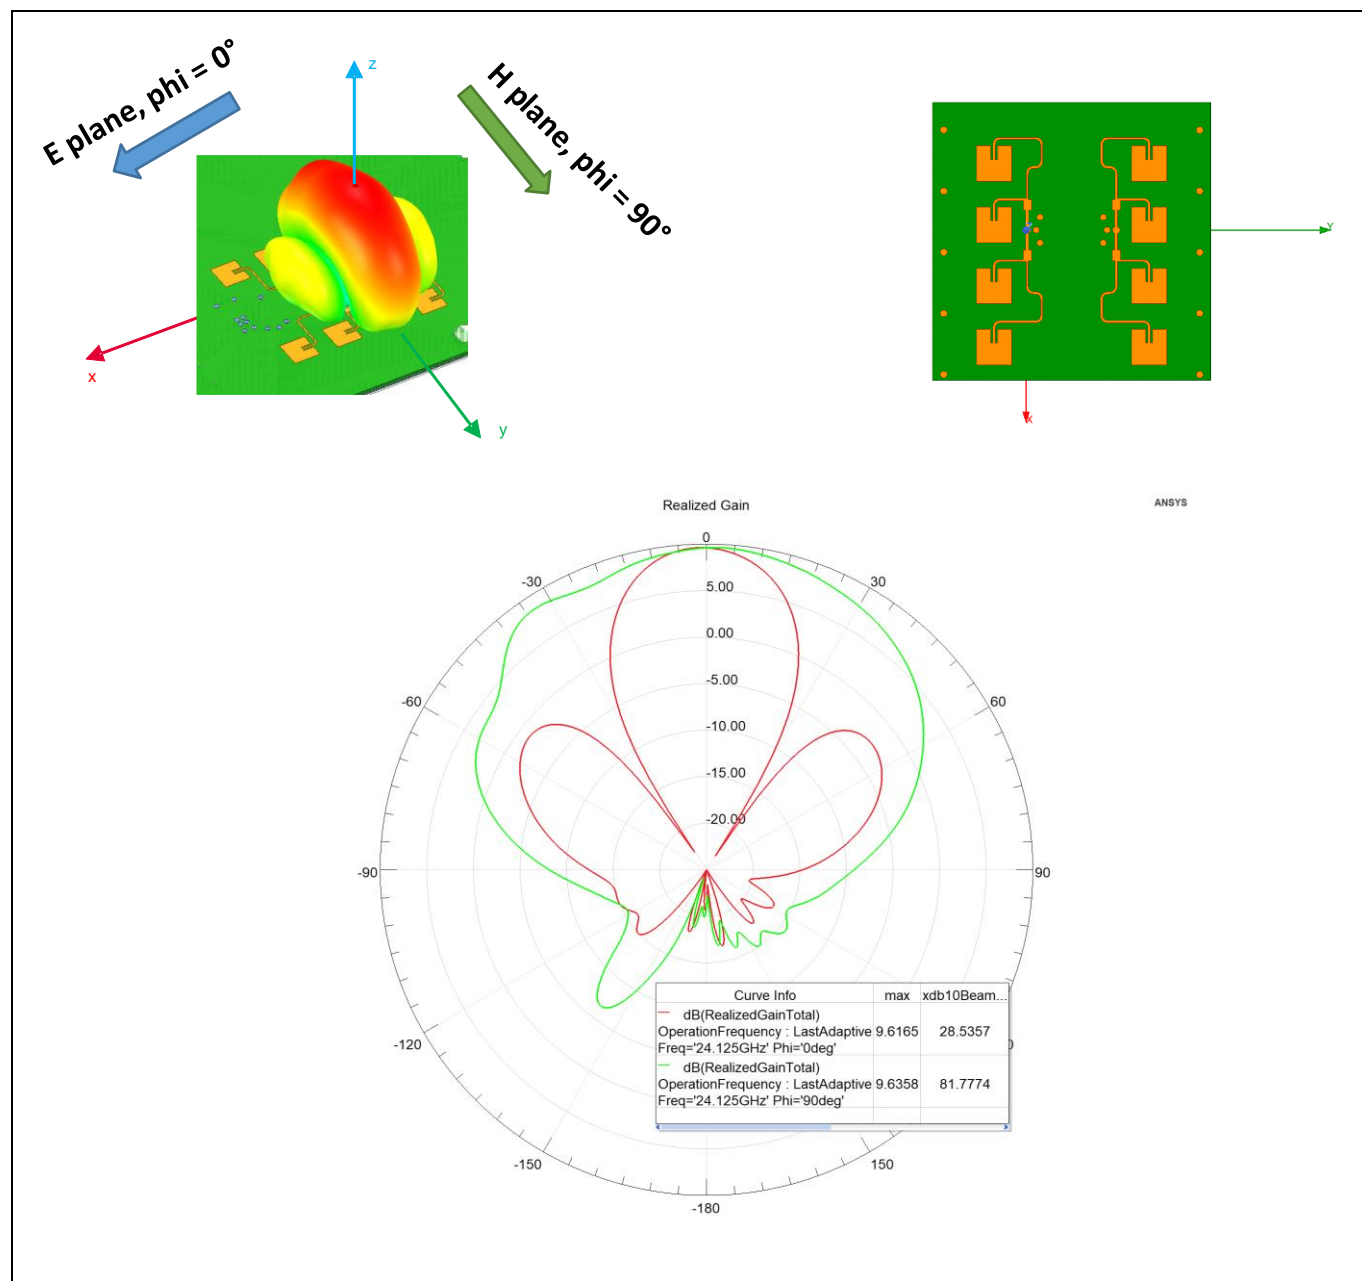 E plane, phi = 0°
z
H plane, phi = 90°
x
y
Y
X
Realized Gain
ANSYS
0
-30
30
5.00
0.00
-60
60
-5.00
-10.00
-15.00
-20.00
-90
90
Curve Info max xdb10Beam...
dB(RealizedGainTotal)
OperationFrequency : LastAdaptive 9.6165 28.5357
Freq='24.125GHz' Phi='0deg'
-120
0
dB(RealizedGainTotal)
OperationFrequency : LastAdaptive 9.6358 81.7774
Freq='24.125GHz' Phi='90deg'
-150
150
-180